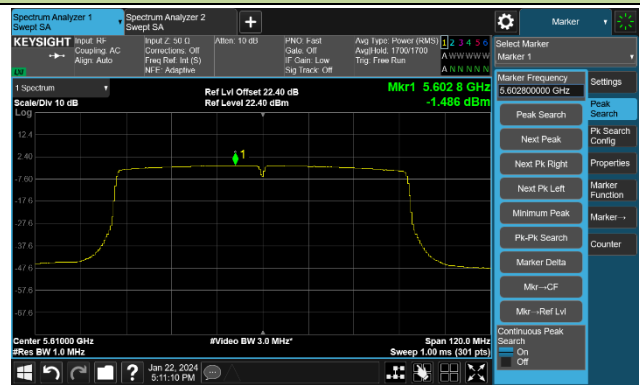 Spectrum Analyzer 1
Swept SA
Spectrum Analyzer 2
Swept SA
+
Marker
KEYSIGHT
Input: RF
Coupling: AC
Align: Auto
Input Z: 50 Ω
Corrections: Off
Freq Ref: Int (S)
NFE: Adaptive
Atten: 10 dB
PNO: Fast
Gate: Off
IF Gain: Low
Sig Track: Off
Avg Type: Power (RMS)
Avg|Hold: 1700/1700
Trig: Free Run
1 2 3 4 5 6
A W W W W W
A N N N N N
Select Marker
Marker 1
1 Spectrum
Scale/Div 10 dB
Log
Ref Lvl Offset 22.40 dB
Ref Level 22.40 dBm
Mkr1 5.602 8 GHz
-1.486 dBm
12.4
2.40
-7.60
-17.6
-27.6
-37.6
-47.6
-57.6
-67.6
1
Center 5.61000 GHz
#Res BW 1.0 MHz
#Video BW 3.0 MHz*
Span 120.0 MHz
Sweep 1.00 ms (301 pts)
Marker Frequency
5.602800000 GHz
Peak Search
Next Peak
Next Pk Right
Next Pk Left
Minimum Peak
Pk-Pk Search
Marker Delta
Mkr→CF
Mkr→Ref Lvl
Continuous Peak
Search
On
Off
Settings
Peak
Search
Pk Search
Config
Properties
Marker
Function
Marker→
Counter
?
Jan 22, 2024
5:11:10 PM